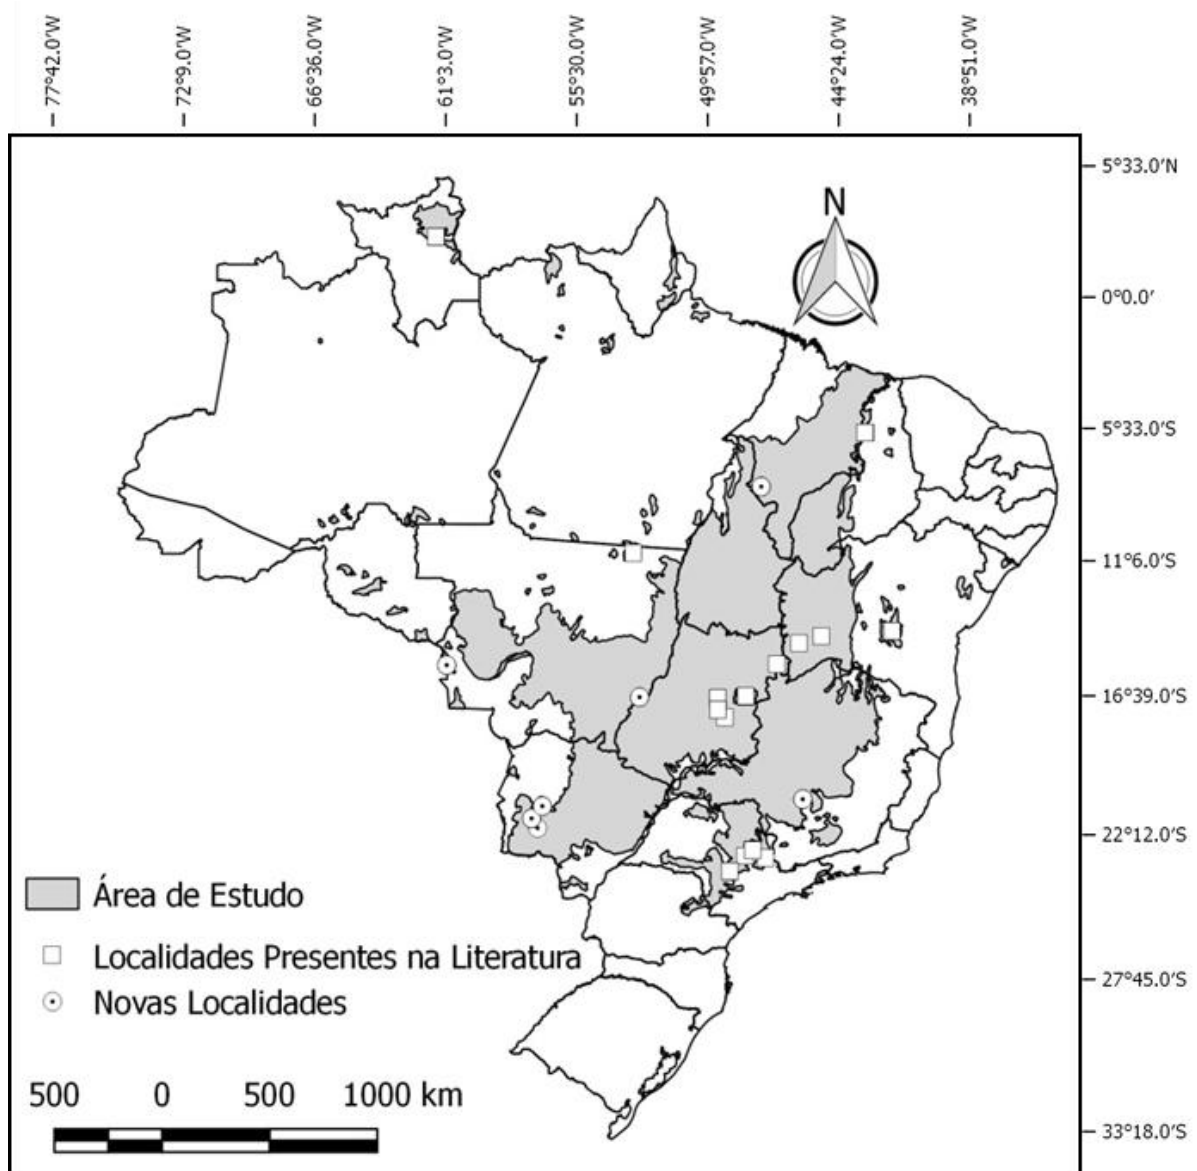 77°42.0'W
72°9.0'W
66°36.0'W
61°3.0'W
55°30.0'W
49°57.0'W
44°24.0'W
38°51.0'W
5°33.0'N
N
0°0.0'
5°33.0'S
11°6.0'S
16°39.0'S
22°12.0'S
27°45.0'S
33°18.0'S
Área de Estudo
Localidades Presentes na Literatura
Novas Localidades
500 0 500 1000 km